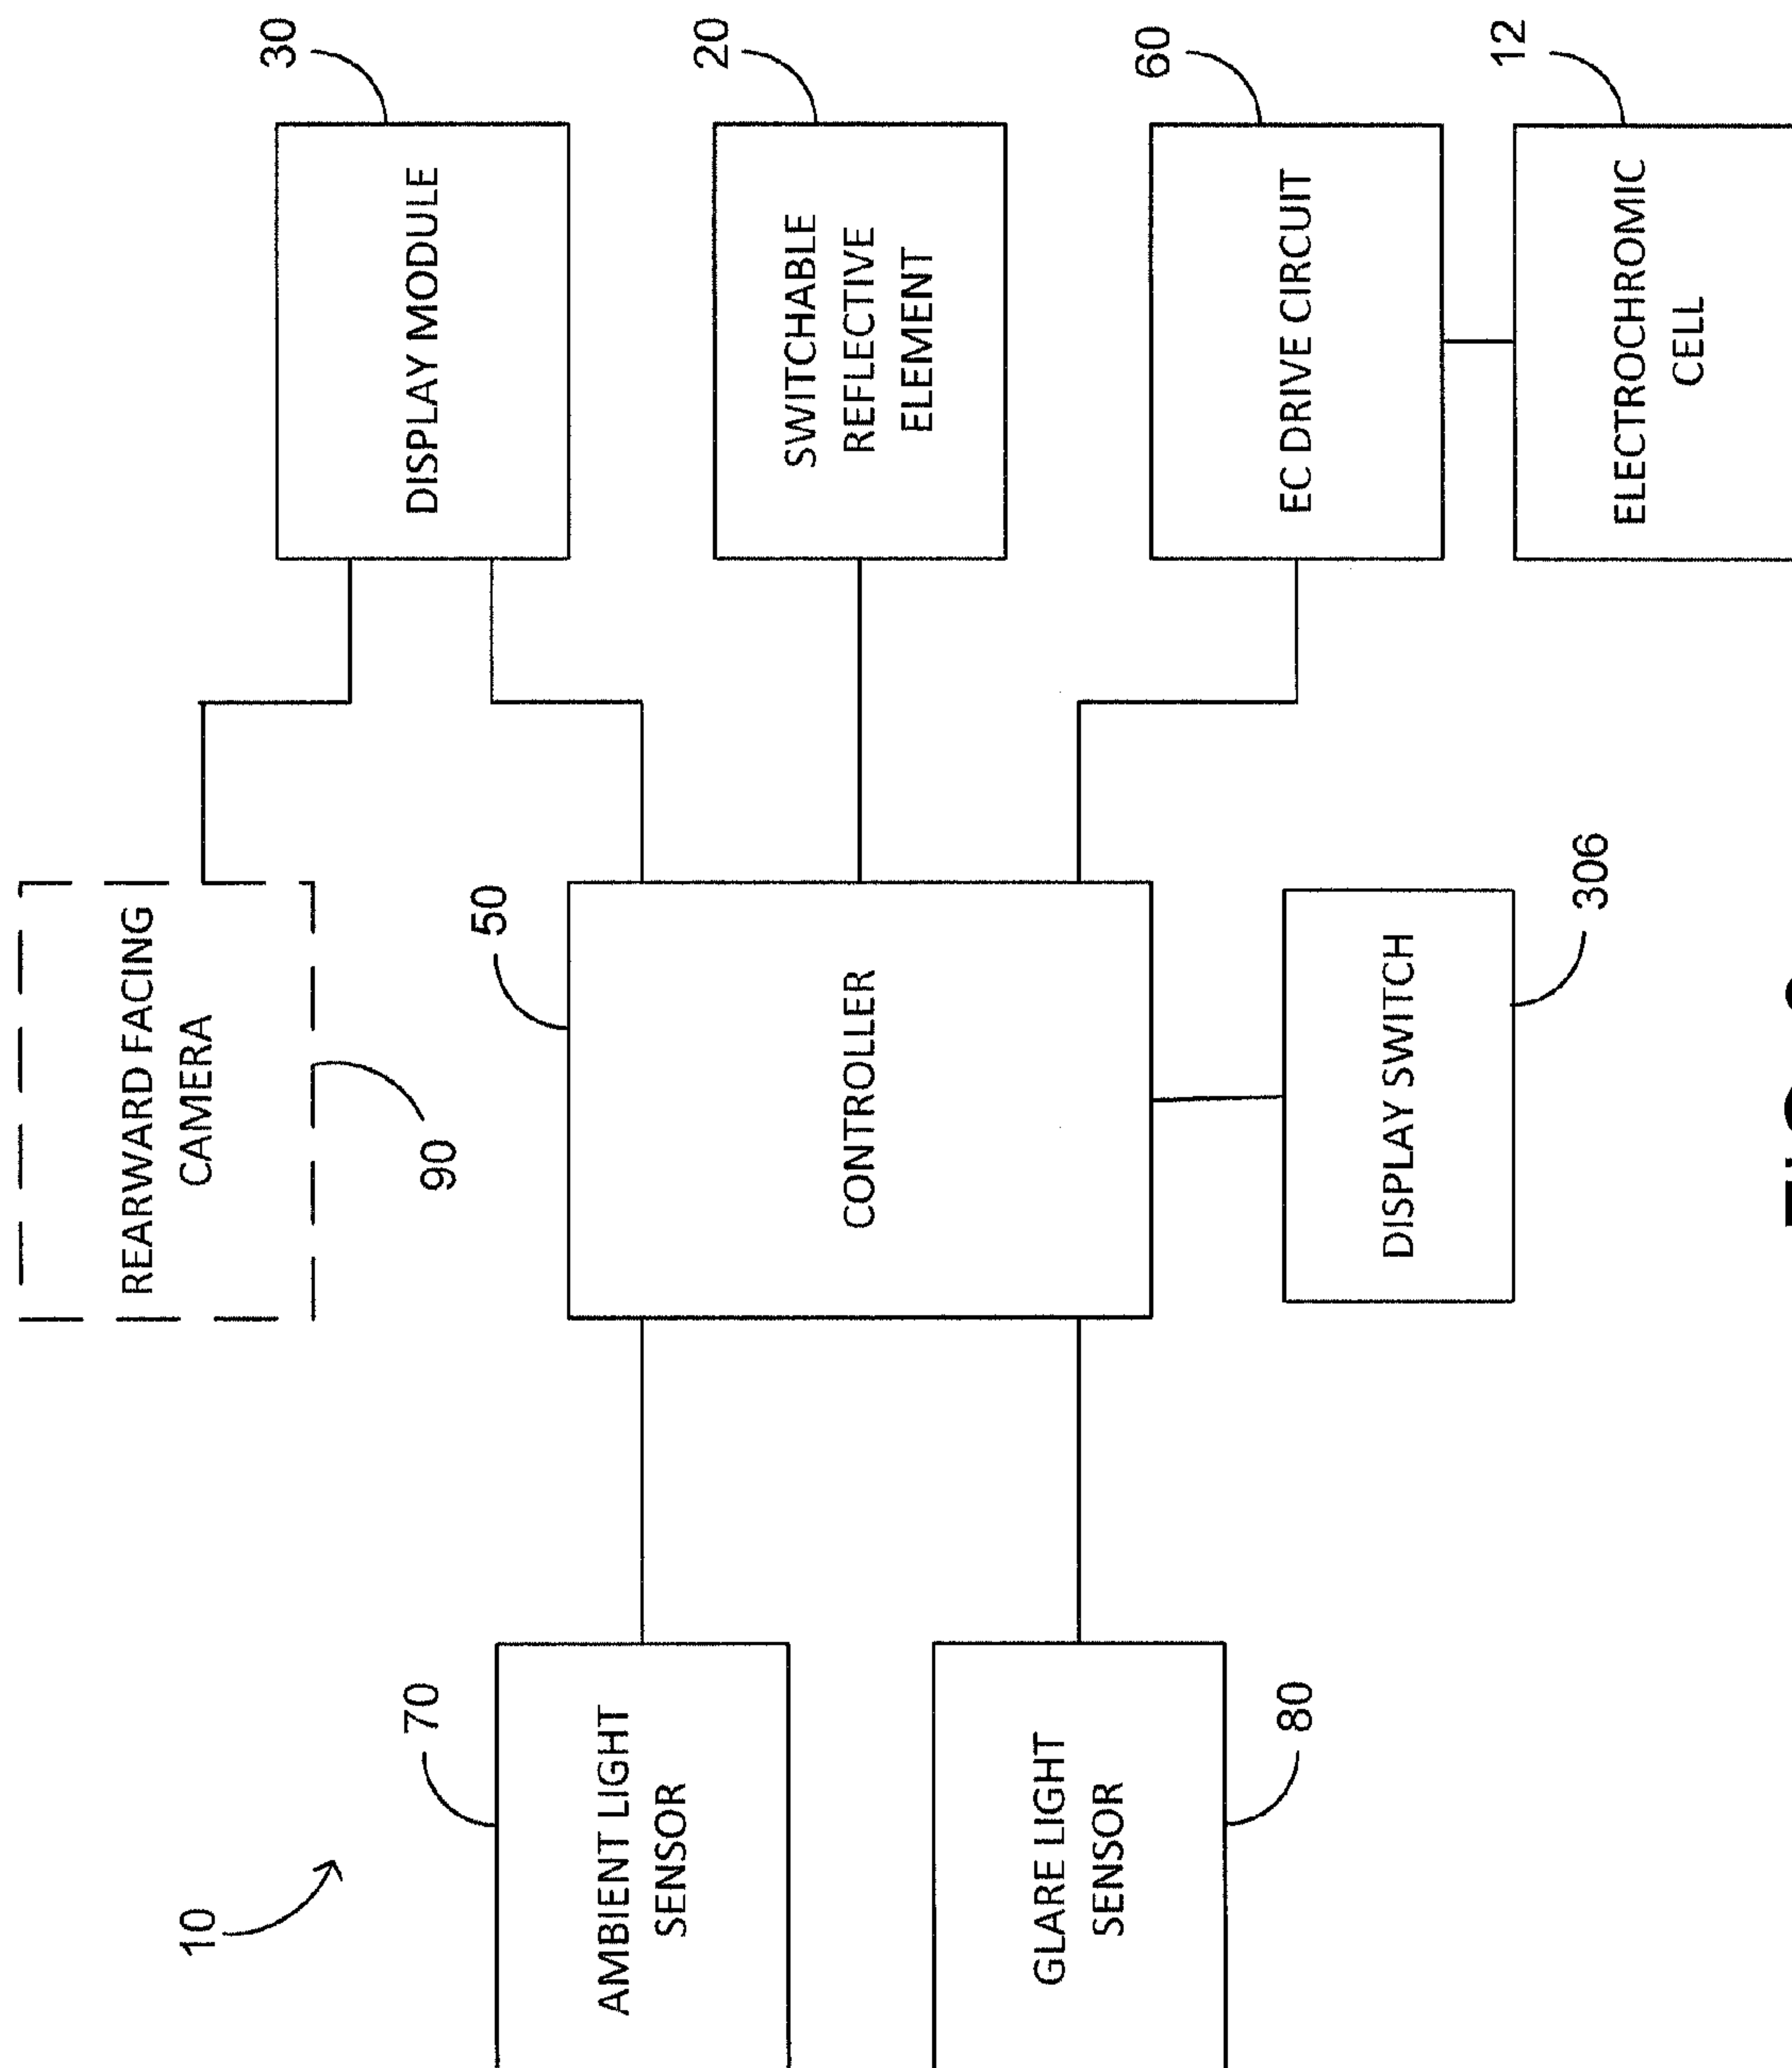 10
70
AMBIENT LIGHT
SENSOR
GLARE LIGHT
SENSOR
80
REARWARD FACING
CAMERA
90
50
CONTROLLER
DISPLAY SWITCH
306
30
DISPLAY MODULE
20
SWITCHABLE
REFLECTIVE
ELEMENT
60
EC DRIVE CIRCUIT
12
ELECTROCHROMIC
CELL